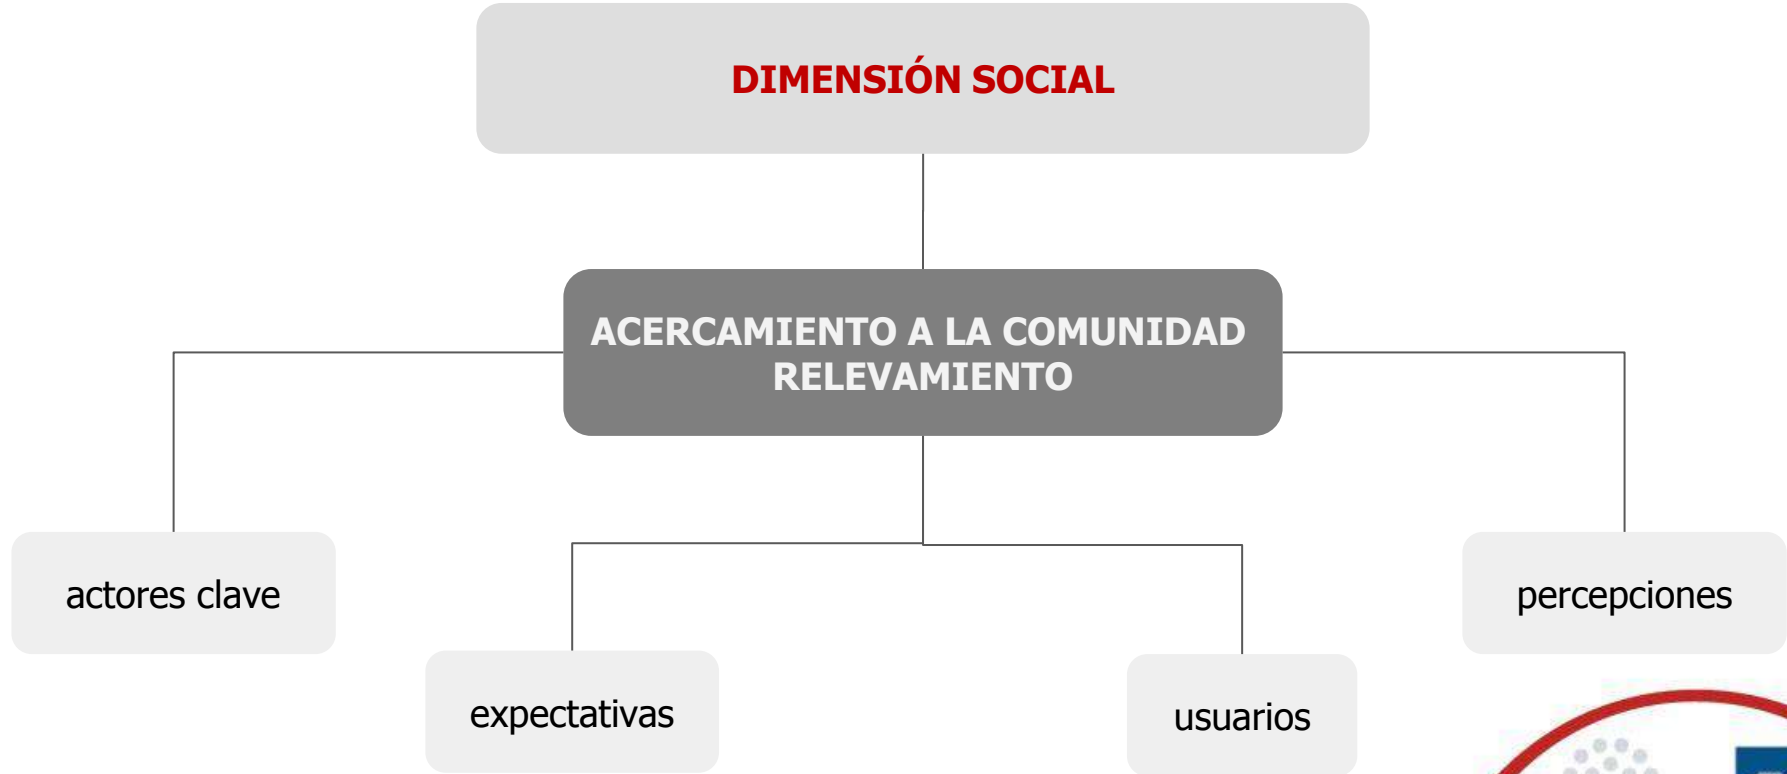 DIMENSIÓN SOCIAL
ACERCAMIENTO A LA COMUNIDAD
RELEVAMIENTO
actores clave
percepciones
expectativas
usuarios